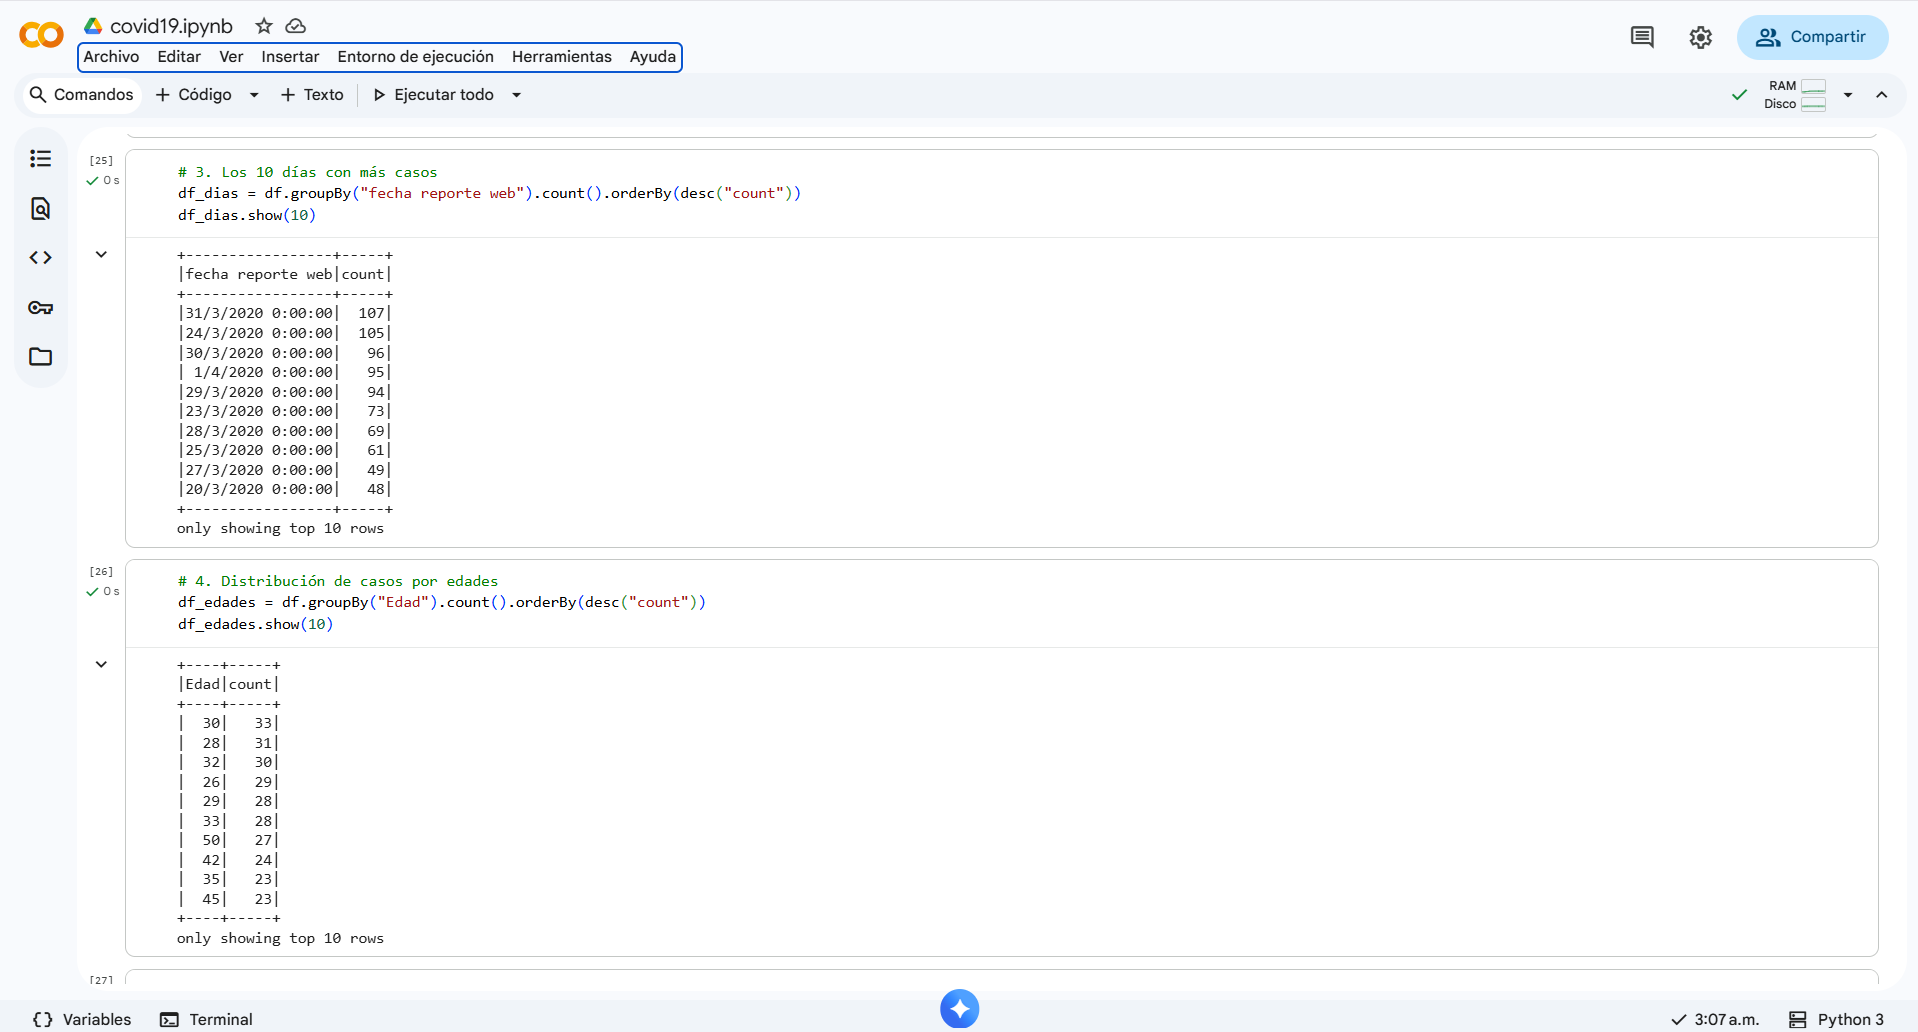 covid19.ipynb
Archivo Editar Ver Insertar Entorno de ejecución Herramientas Ayuda
Compartir
Comandos + Código + Texto Ejecutar todo
RAM
Disco
[25]
0 s
# 3. Los 10 días con más casos
df_dias = df.groupBy("fecha reporte web").count().orderBy(desc("count"))
df_dias.show(10)
+-----------------+-----+
|fecha reporte web|count|
+-----------------+-----+
|31/3/2020 0:00:00|  107|
|24/3/2020 0:00:00|  105|
|30/3/2020 0:00:00|   96|
| 1/4/2020 0:00:00|   95|
|29/3/2020 0:00:00|   94|
|23/3/2020 0:00:00|   73|
|28/3/2020 0:00:00|   69|
|25/3/2020 0:00:00|   61|
|27/3/2020 0:00:00|   49|
|20/3/2020 0:00:00|   48|
+-----------------+-----+
only showing top 10 rows
[26]
0 s
# 4. Distribución de casos por edades
df_edades = df.groupBy("Edad").count().orderBy(desc("count"))
df_edades.show(10)
+----+-----+
|Edad|count|
+----+-----+
|  30|   33|
|  28|   31|
|  32|   30|
|  26|   29|
|  29|   28|
|  33|   28|
|  50|   27|
|  42|   24|
|  35|   23|
|  45|   23|
+----+-----+
only showing top 10 rows
[27]
Variables Terminal 3:07 a.m. Python 3